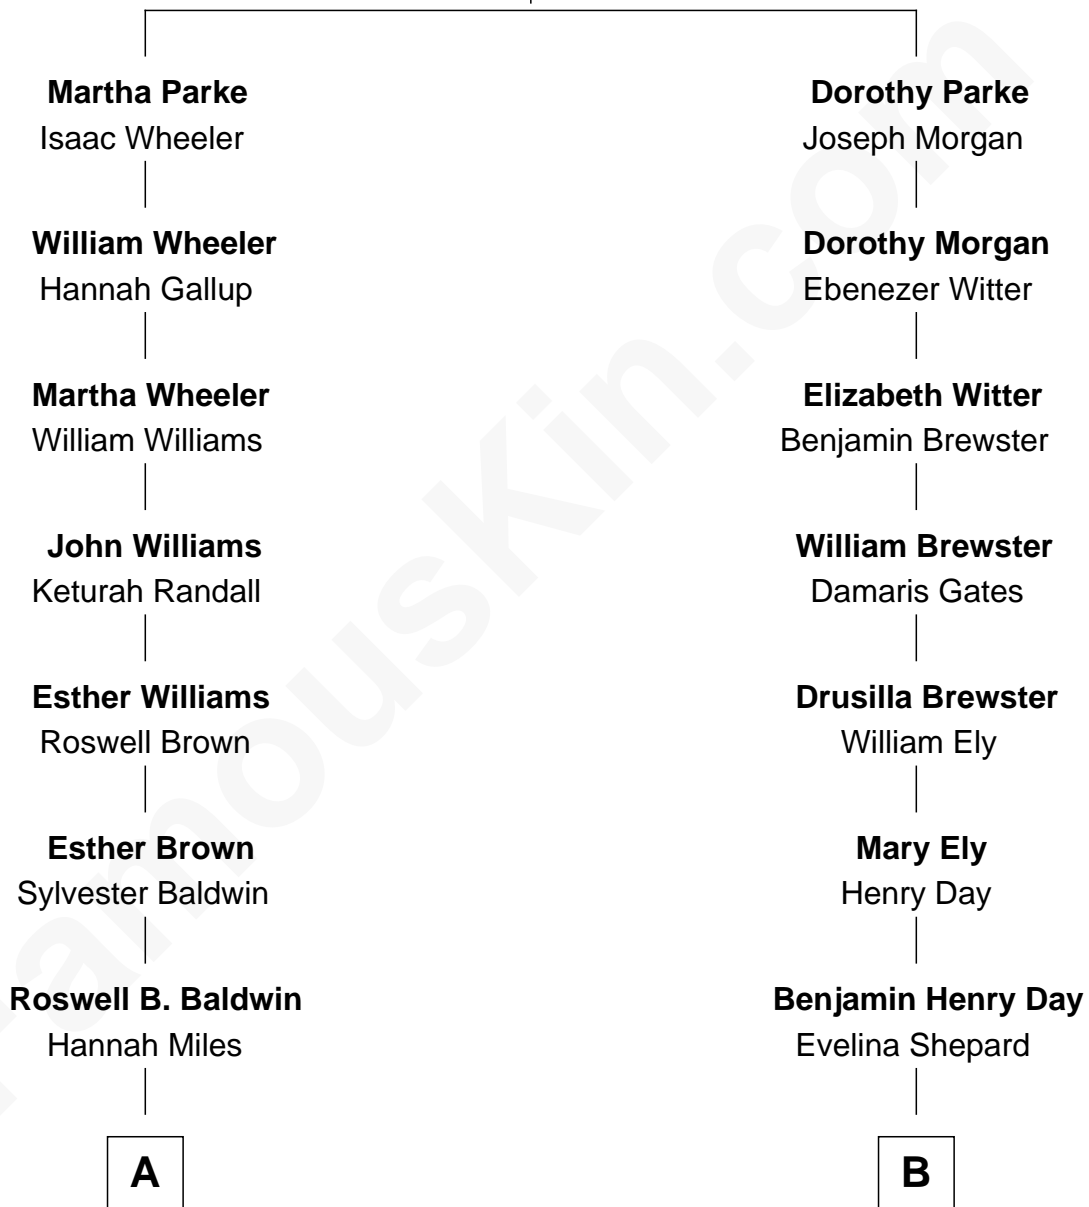 Martha Parke
Isaac Wheeler
William Wheeler
Hannah Gallup
Martha Wheeler
William Williams
John Williams
Keturah Randall
Esther Williams
Roswell Brown
Esther Brown
Sylvester Baldwin
Roswell B. Baldwin
Hannah Miles
A
Dorothy Parke
Joseph Morgan
Dorothy Morgan
Ebenezer Witter
Elizabeth Witter
Benjamin Brewster
William Brewster
Damaris Gates
Drusilla Brewster
William Ely
Mary Ely
Henry Day
Benjamin Henry Day
Evelina Shepard
B
FamousKin.com